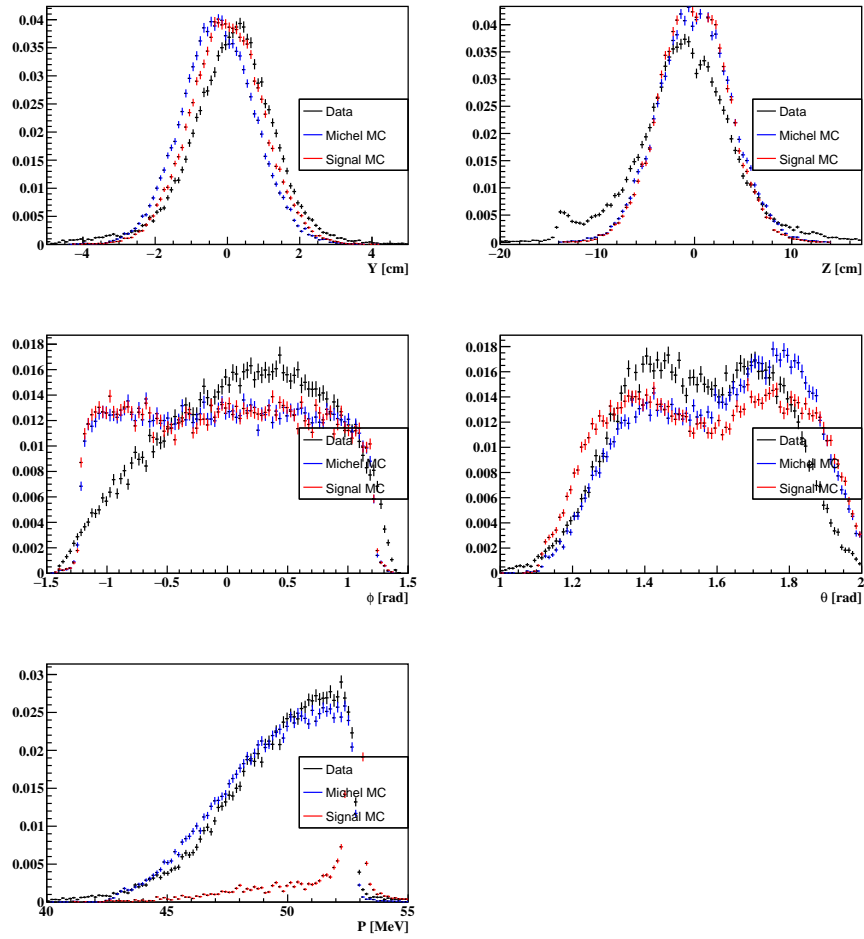 0.04
0.035
0.03
0.025
0.02
0.015
0.01
0.005
0
Data
Michel MC
Signal MC
−4 −2 0 2 4
Y [cm]
0.04
0.035
0.03
0.025
0.02
0.015
0.01
0.005
0
Data
Michel MC
Signal MC
−20 −10 0 10
Z [cm]
0.018
0.016
0.014
0.012
0.01
0.008
0.006
0.004
0.002
0
Data
Michel MC
Signal MC
−1.5 −1 −0.5 0 0.5 1 1.5
ϕ [rad]
0.018
0.016
0.014
0.012
0.01
0.008
0.006
0.004
0.002
0
Data
Michel MC
Signal MC
1 1.2 1.4 1.6 1.8 2
θ [rad]
0.03
0.025
0.02
0.015
0.01
0.005
0
Data
Michel MC
Signal MC
40 45 50 55
P [MeV]